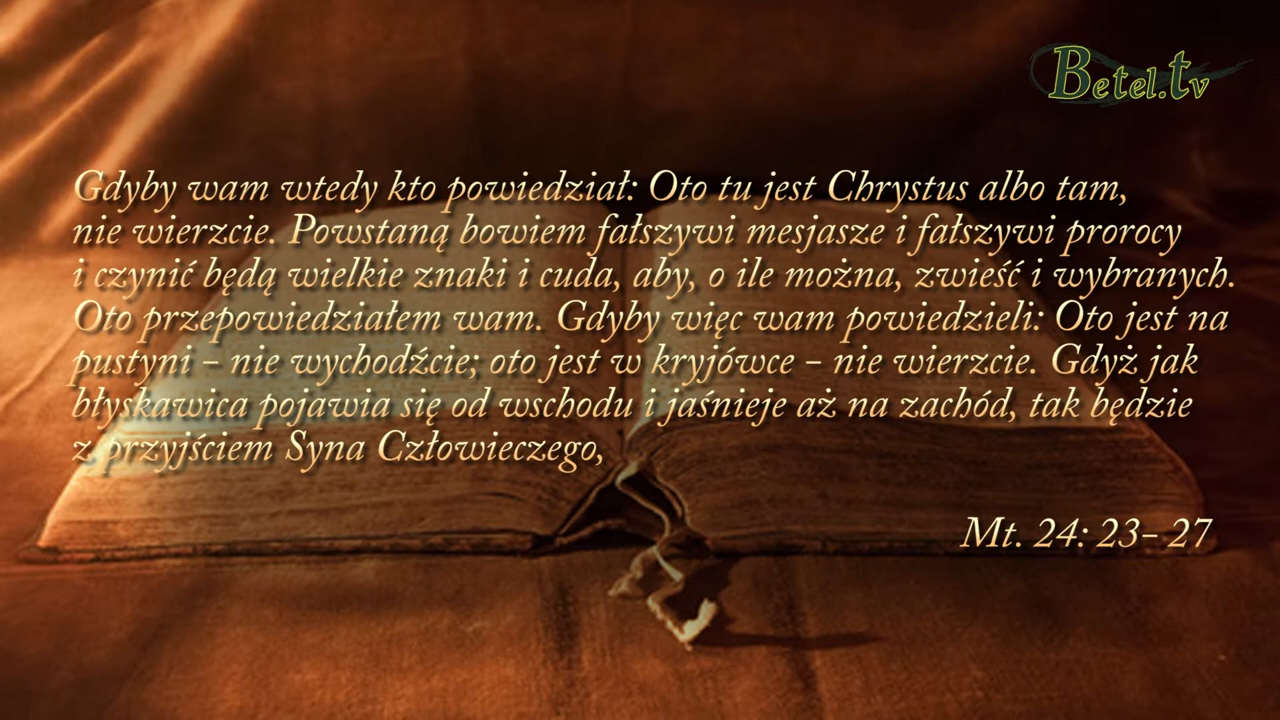 Betel.tv
Gdyby wam wtedy kto powiedział: Oto tu jest Chrystus albo tam,
nie wierzcie. Powstaną bowiem fałszywi mesjasze i fałszywi prorocy
i czynić będą wielkie znaki i cuda, aby, o ile można, zwieść i wybranych.
Oto przepowiedziałem wam. Gdyby więc wam powiedzieli: Oto jest na
pustyni – nie wychodźcie; oto jest w kryjówce – nie wierzcie. Gdyż jak
błyskawica pojawia się od wschodu i jaśnieje aż na zachód, tak będzie
z przyjściem Syna Człowieczego,
Mt. 24: 23– 27